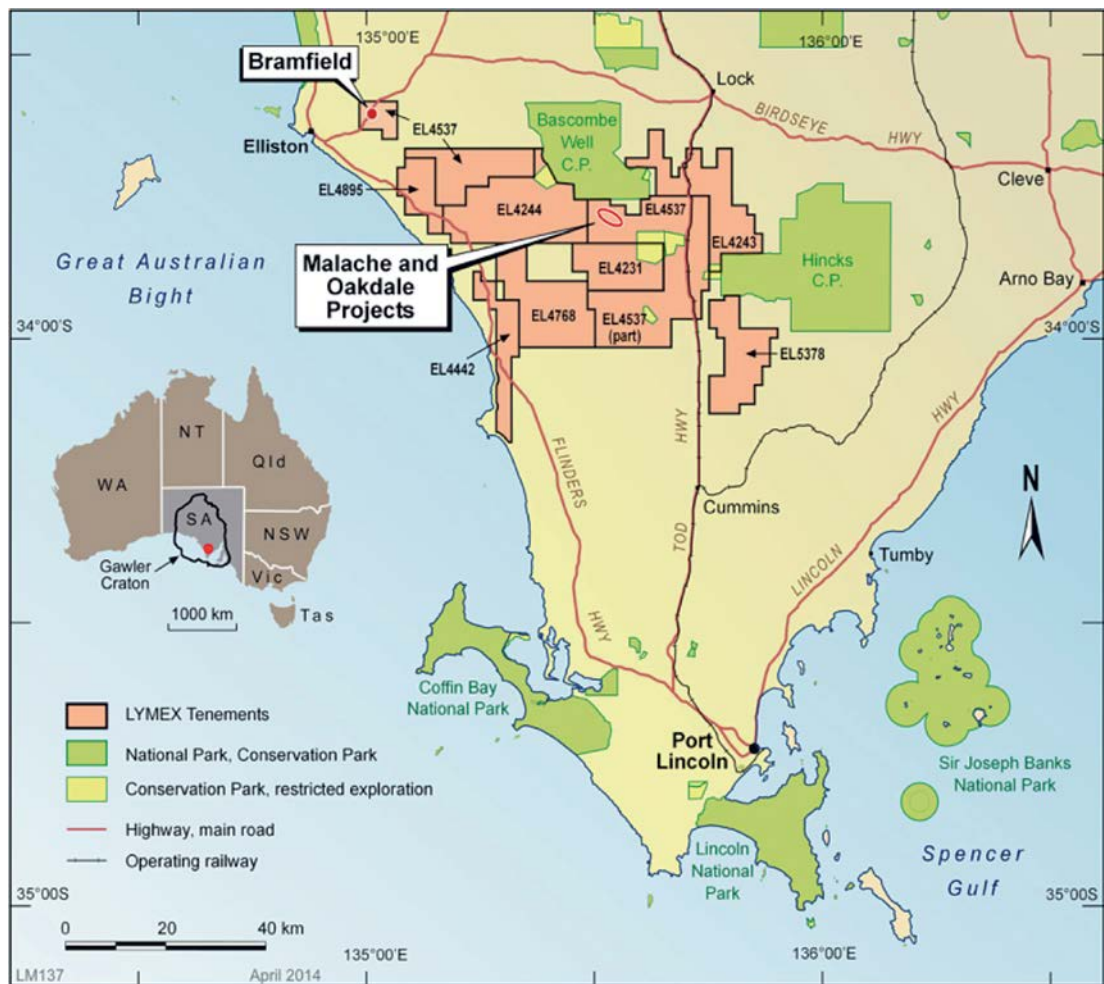 135°00'E
136°00'E
Bramfield
Lock
EL4537
Bascombe
Well
C.P.
BIRDSEYE
HWY
Elliston
Cleve
EL4895
EL4244
EL4537
EL4243
Great Australian
Bight
Malache and
Oakdale
Projects
EL4231
Hincks
C.P.
Arno Bay
34°00'S
EL4768
EL4537
(part)
34°00'S
EL4442
EL5378
HWY
FLINDERS
HWY
NT
Qld
WA
SA
NSW
Vic
Tas
Gawler
Craton
1000 km
Cummins
N
TOD
LINCOLN
Tumby
HWY
Coffin Bay
National Park
LYMEX Tenements
National Park, Conservation Park
Conservation Park, restricted exploration
Highway, main road
Operating railway
Port
Lincoln
Sir Joseph Banks
National Park
Lincoln
National
Park
Spencer
Gulf
35°00'S
35°00'S
0 20 40 km
135°00'E
136°00'E
LM137
April 2014